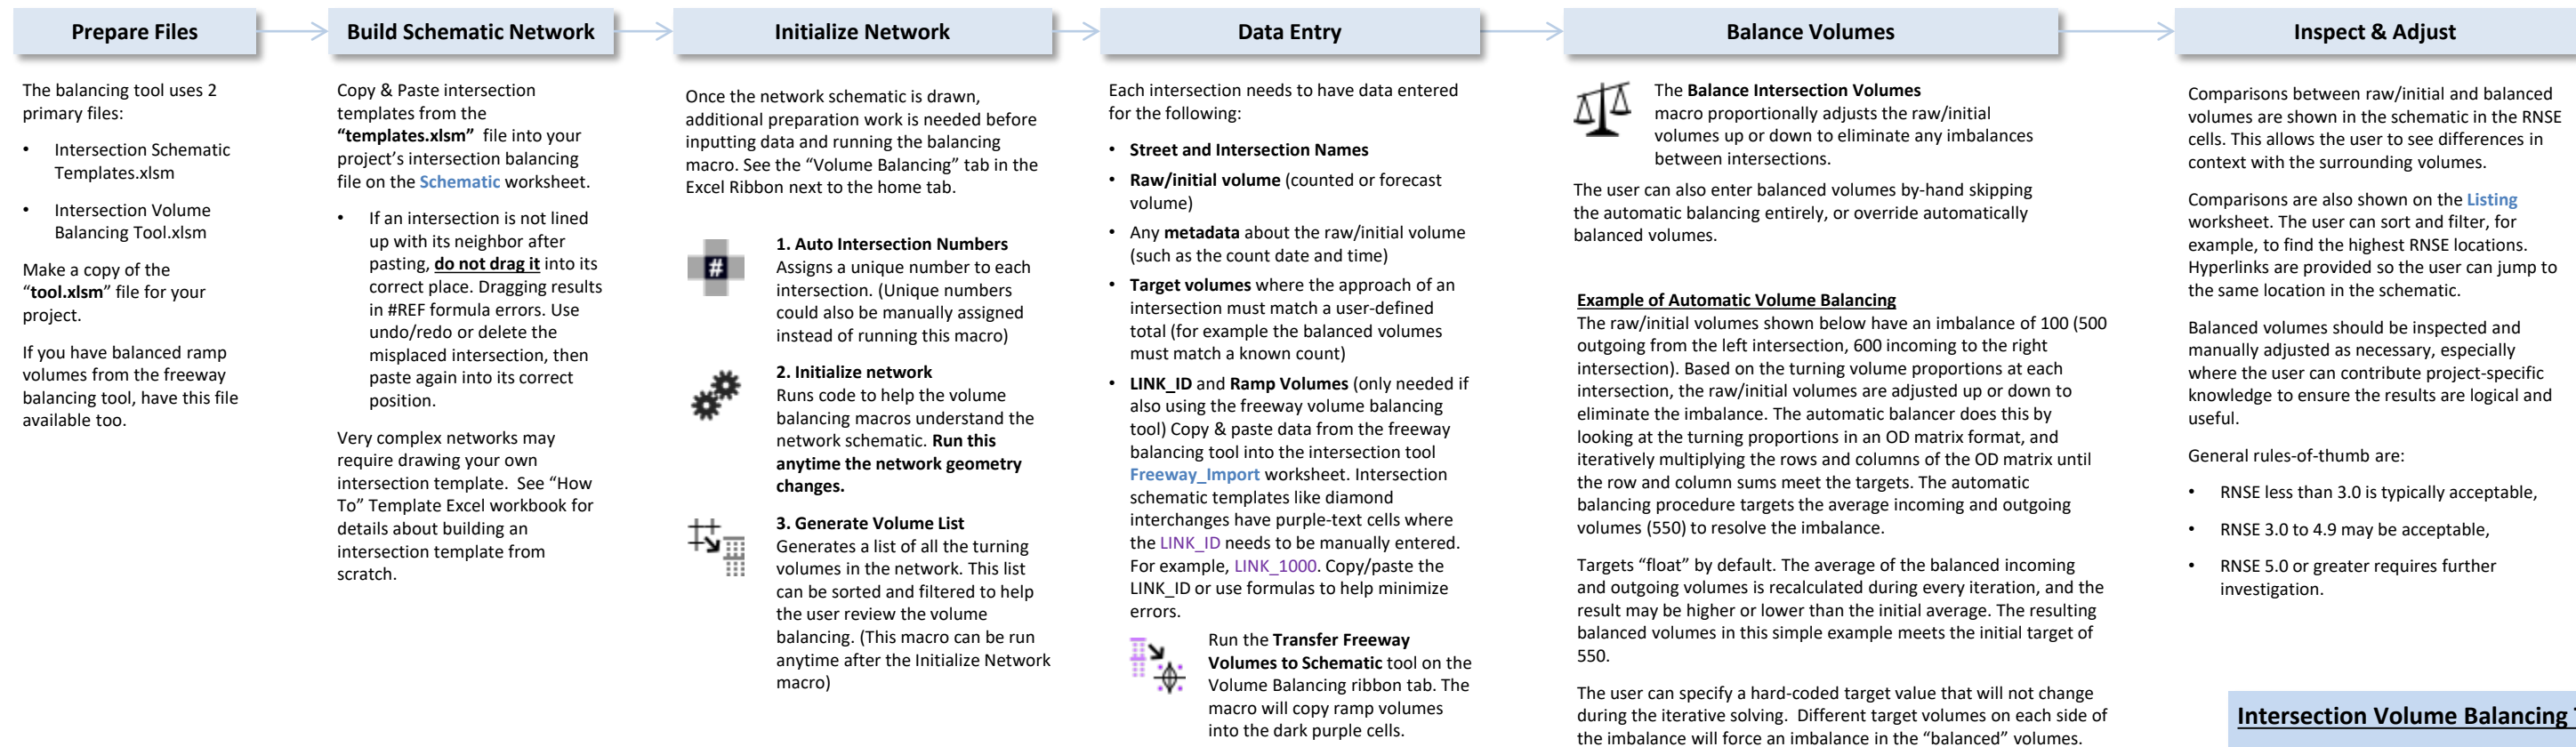 Prepare Files
The balancing tool uses 2
primary files:
• Intersection Schematic
Templates.xlsm
• Intersection Volume
Balancing Tool.xlsm
Make a copy of the
“tool.xlsm” file for your
project.
If you have balanced ramp
volumes from the freeway
balancing tool, have this file
available too.
Build Schematic Network
Copy & Paste intersection
templates from the
“templates.xlsm” file into your
project’s intersection balancing
file on the Schematic worksheet.
• If an intersection is not lined
up with its neighbor after
pasting, do not drag it into its
correct place. Dragging results
in #REF formula errors. Use
undo/redo or delete the
misplaced intersection, then
paste again into its correct
position.
Very complex networks may
require drawing your own
intersection template. See “How
To” Template Excel workbook for
details about building an
intersection template from
scratch.
Initialize Network
Once the network schematic is drawn,
additional preparation work is needed before
inputting data and running the balancing
macro. See the “Volume Balancing” tab in the
Excel Ribbon next to the home tab.
#
1. Auto Intersection Numbers
Assigns a unique number to each
intersection. (Unique numbers
could also be manually assigned
instead of running this macro)
2. Initialize network
Runs code to help the volume
balancing macros understand the
network schematic. Run this
anytime the network geometry
changes.
3. Generate Volume List
Generates a list of all the turning
volumes in the network. This list
can be sorted and filtered to help
the user review the volume
balancing. (This macro can be run
anytime after the Initialize Network
macro)
Data Entry
Each intersection needs to have data entered
for the following:
• Street and Intersection Names
• Raw/initial volume (counted or forecast
volume)
• Any metadata about the raw/initial volume
(such as the count date and time)
• Target volumes where the approach of an
intersection must match a user-defined
total (for example the balanced volumes
must match a known count)
• LINK_ID and Ramp Volumes (only needed if
also using the freeway volume balancing
tool) Copy & paste data from the freeway
balancing tool into the intersection tool
Freeway_Import worksheet. Intersection
schematic templates like diamond
interchanges have purple-text cells where
the LINK_ID needs to be manually entered.
For example, LINK_1000. Copy/paste the
LINK_ID or use formulas to help minimize
errors.
Run the Transfer Freeway
Volumes to Schematic tool on the
Volume Balancing ribbon tab. The
macro will copy ramp volumes
into the dark purple cells.
Balance Volumes
The Balance Intersection Volumes
macro proportionally adjusts the raw/initial
volumes up or down to eliminate any imbalances
between intersections.
The user can also enter balanced volumes by-hand skipping
the automatic balancing entirely, or override automatically
balanced volumes.
Example of Automatic Volume Balancing
The raw/initial volumes shown below have an imbalance of 100 (500
outgoing from the left intersection, 600 incoming to the right
intersection). Based on the turning volume proportions at each
intersection, the raw/initial volumes are adjusted up or down to
eliminate the imbalance. The automatic balancer does this by
looking at the turning proportions in an OD matrix format, and
iteratively multiplying the rows and columns of the OD matrix until
the row and column sums meet the targets. The automatic
balancing procedure targets the average incoming and outgoing
volumes (550) to resolve the imbalance.
Targets “float” by default. The average of the balanced incoming
and outgoing volumes is recalculated during every iteration, and the
result may be higher or lower than the initial average. The resulting
balanced volumes in this simple example meets the initial target of
550.
The user can specify a hard-coded target value that will not change
during the iterative solving. Different target volumes on each side of
the imbalance will force an imbalance in the “balanced” volumes.
Inspect & Adjust
Comparisons between raw/initial and balanced
volumes are shown in the schematic in the RNSE
cells. This allows the user to see differences in
context with the surrounding volumes.
Comparisons are also shown on the Listing
worksheet. The user can sort and filter, for
example, to find the highest RNSE locations.
Hyperlinks are provided so the user can jump to
the same location in the schematic.
Balanced volumes should be inspected and
manually adjusted as necessary, especially
where the user can contribute project-specific
knowledge to ensure the results are logical and
useful.
General rules-of-thumb are:
• RNSE less than 3.0 is typically acceptable,
• RNSE 3.0 to 4.9 may be acceptable,
• RNSE 5.0 or greater requires further
investigation.
Intersection Volume Balancing